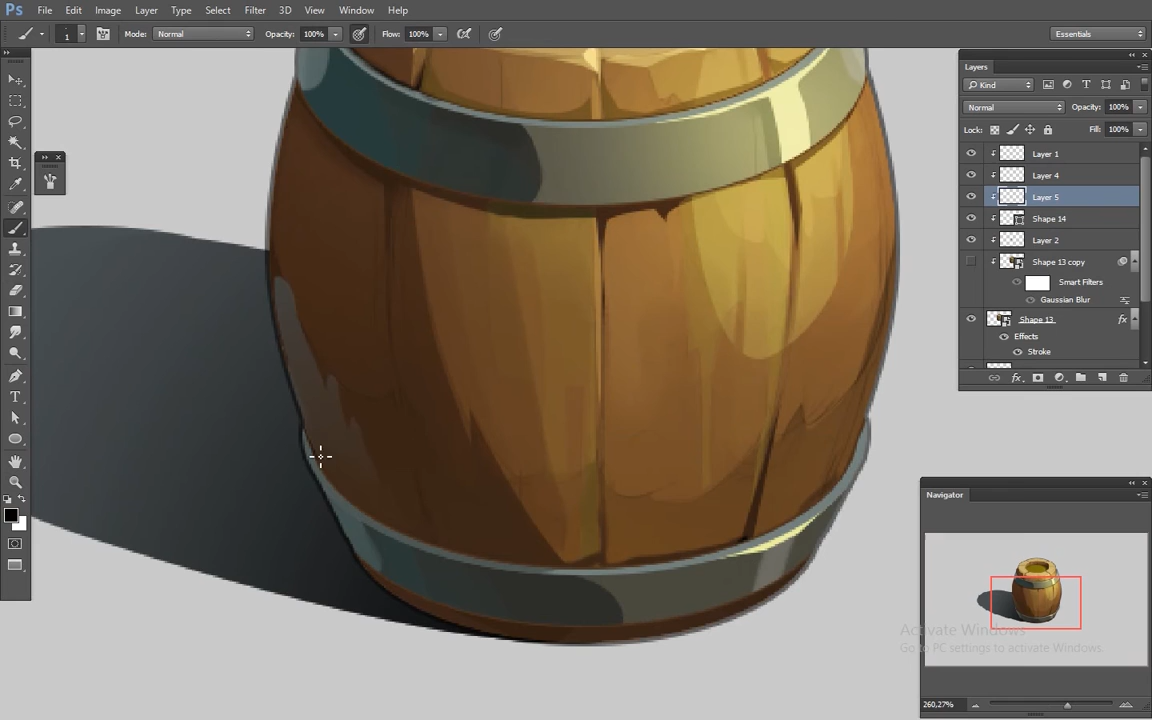 Ps File Edit Image Layer Type Select Filter 3D View Window Help
1 Mode: Normal Opacity: 100% Flow: 100% Essentials
Layers
Kind
Normal Opacity: 100%
Lock: Fill: 100%
Layer 1
Layer 4
Layer 5
Shape 14
Layer 2
Shape 13 copy
Smart Filters
Gaussian Blur
Shape 13 fx
Effects
Stroke
fx
Navigator
Activate Windows
Go to PC settings to activate Windows.
260,27%